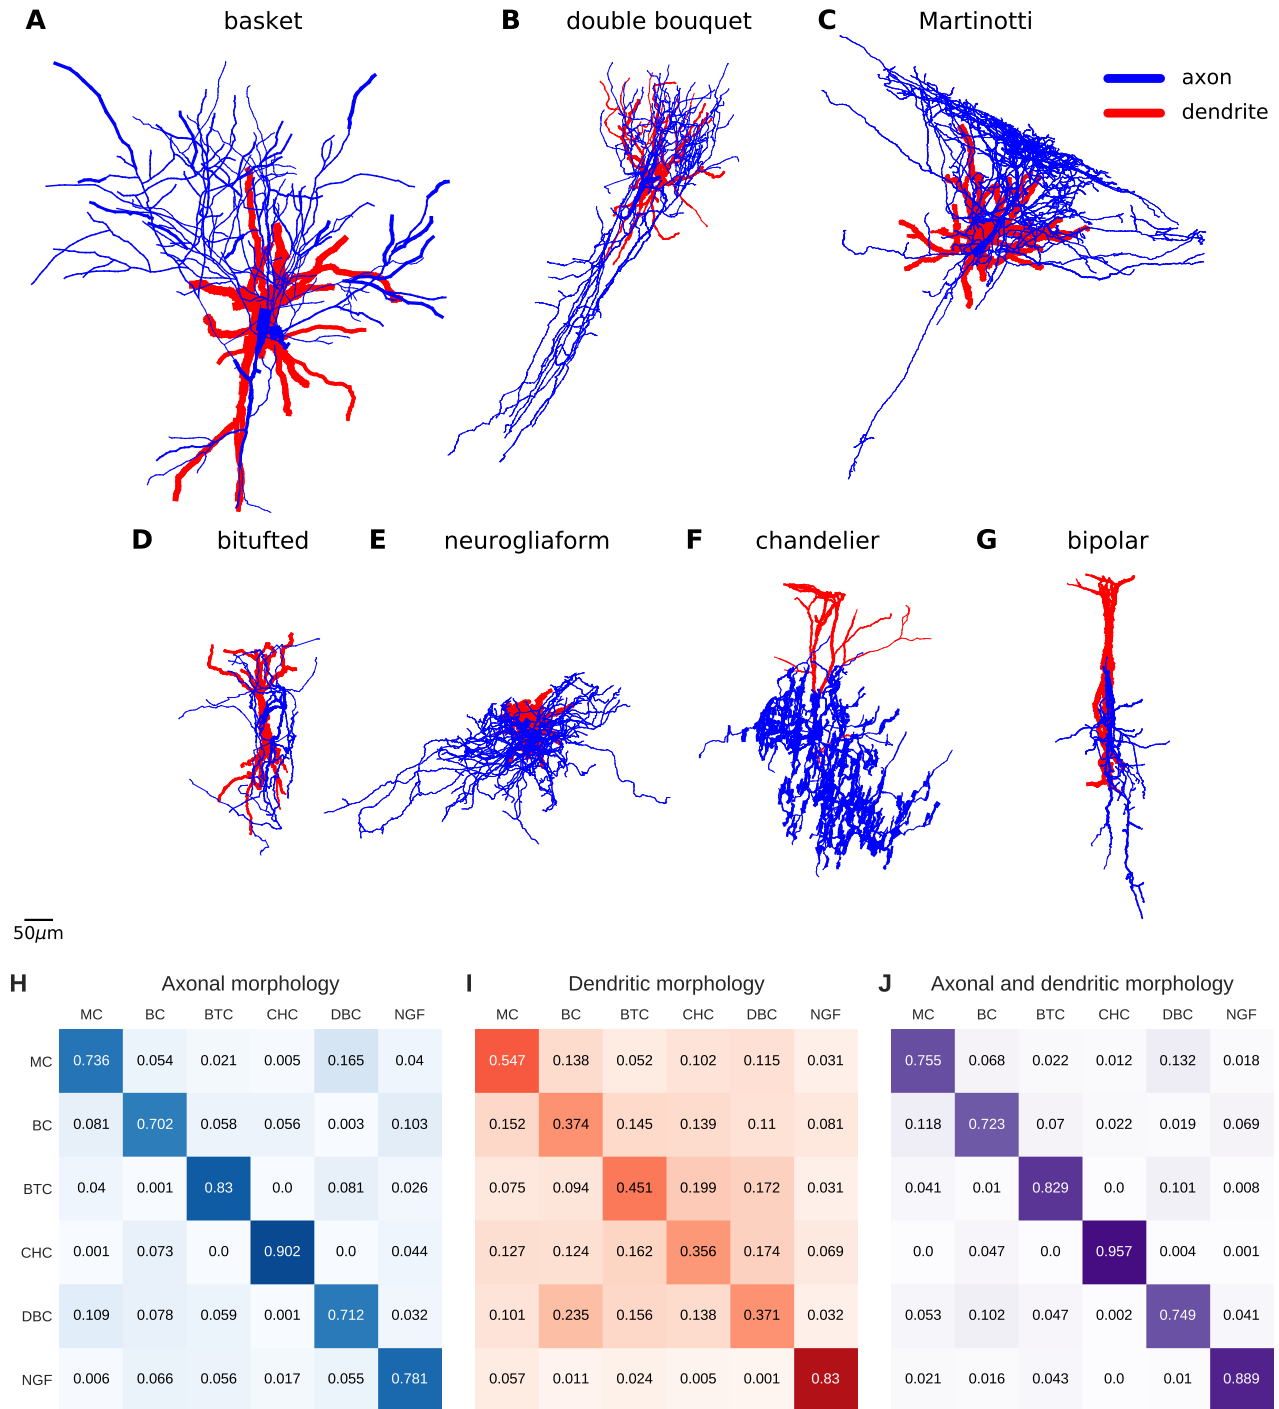 A basket B double bouquet C Martinotti
axon
dendrite
D bitufted E neurogliaform F chandelier G bipolar
50μm
H Axonal morphology I Dendritic morphology J Axonal and dendritic morphology
MC BC BTC CHC DBC NGF MC BC BTC CHC DBC NGF MC BC BTC CHC DBC NGF
MC 0.736 0.054 0.021 0.005 0.165 0.04 0.547 0.138 0.052 0.102 0.115 0.031 0.755 0.068 0.022 0.012 0.132 0.018
BC 0.081 0.702 0.058 0.056 0.003 0.103 0.152 0.374 0.145 0.139 0.11 0.081 0.118 0.723 0.07 0.022 0.019 0.069
BTC 0.04 0.001 0.83 0.0 0.081 0.026 0.075 0.094 0.451 0.199 0.172 0.031 0.041 0.01 0.829 0.0 0.101 0.008
CHC 0.001 0.073 0.0 0.902 0.0 0.044 0.127 0.124 0.162 0.356 0.174 0.069 0.0 0.047 0.0 0.957 0.004 0.001
DBC 0.109 0.078 0.059 0.001 0.712 0.032 0.101 0.235 0.156 0.138 0.371 0.032 0.053 0.102 0.047 0.002 0.749 0.041
NGF 0.006 0.066 0.056 0.017 0.055 0.781 0.057 0.011 0.024 0.005 0.001 0.83 0.021 0.016 0.043 0.0 0.01 0.889